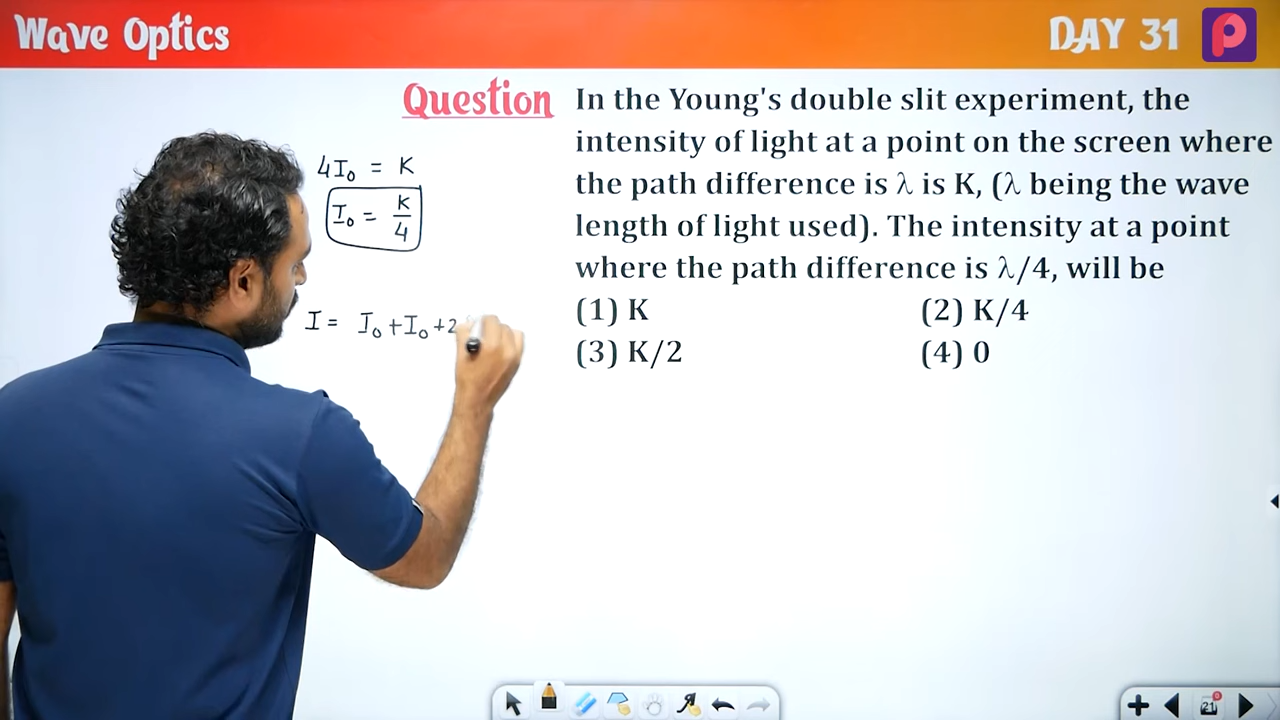 Wave Optics
DAY 31
Question
In the Young's double slit experiment, the
intensity of light at a point on the screen where
the path difference is λ is K, (λ being the wave
length of light used). The intensity at a point
where the path difference is λ/4, will be
(1) K
(2) K/4
(3) K/2
(4) 0
4I₀ = K
I₀ = K/4
I = I₀ + I₀ + 2
21